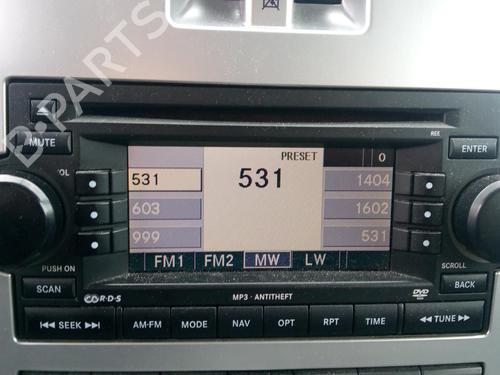 B-PARTS
MUTE
REK
ENTER
VOL
PRESET 0
531 531 1404
603 1602
999 531
FM1 FM2 MW LW
PUSH ON
SCROLL
SCAN
BACK
R·D·S
MP3 · ANTITHEFT
DVD
SEEK
AM-FM
MODE
NAV
OPT
RPT
TIME
TUNE